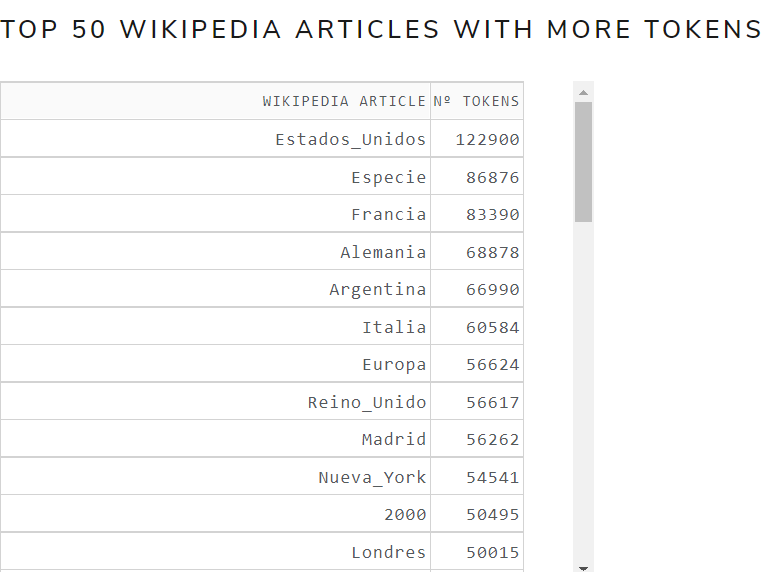 TOP 50 WIKIPEDIA ARTICLES WITH MORE TOKENS
WIKIPEDIA ARTICLE Nº TOKENS
Estados_Unidos 122900
Especie 86876
Francia 83390
Alemania 68878
Argentina 66990
Italia 60584
Europa 56624
Reino_Unido 56617
Madrid 56262
Nueva_York 54541
2000 50495
Londres 50015